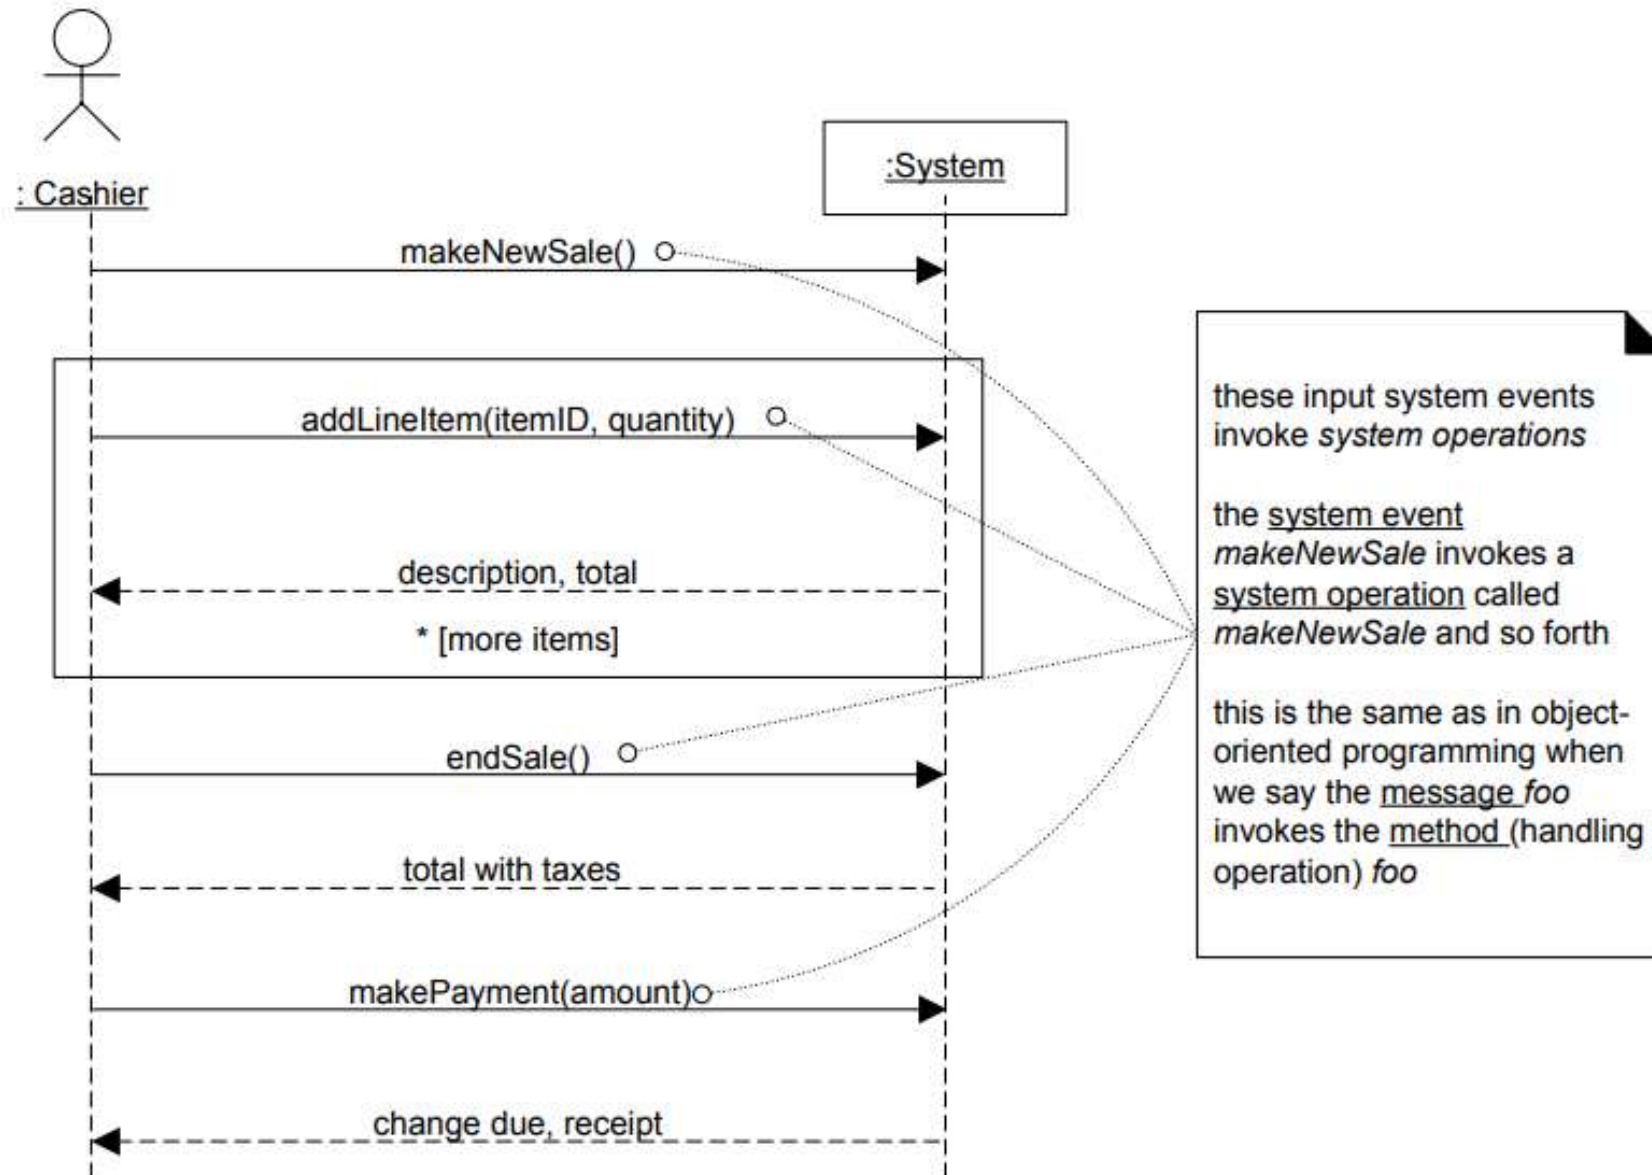 : Cashier
:System
makeNewSale()
addLineItem(itemID, quantity)
description, total
* [more items]
endSale()
total with taxes
makePayment(amount)
change due, receipt
these input system events
invoke system operations
the system event
makeNewSale invokes a
system operation called
makeNewSale and so forth
this is the same as in object-
oriented programming when
we say the message foo
invokes the method (handling
operation) foo